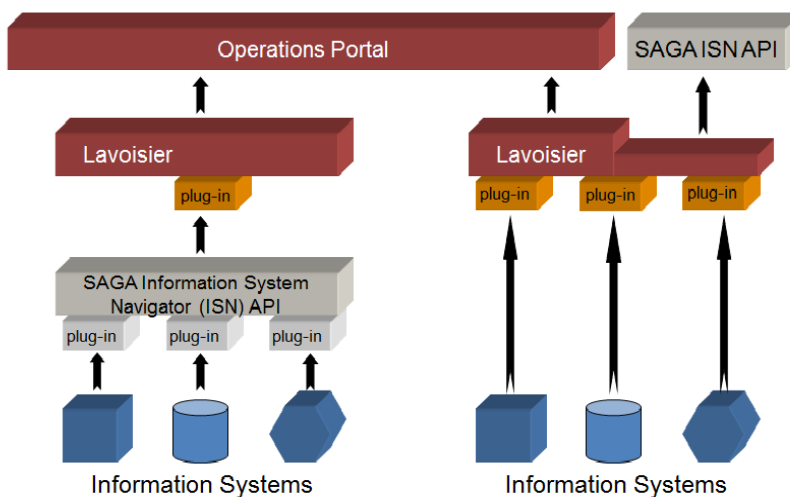 Operations Portal
SAGA ISN API
Lavoisier
Lavoisier
plug-in
plug-in
plug-in
plug-in
SAGA Information System
Navigator (ISN) API
plug-in
plug-in
plug-in
Information Systems
Information Systems